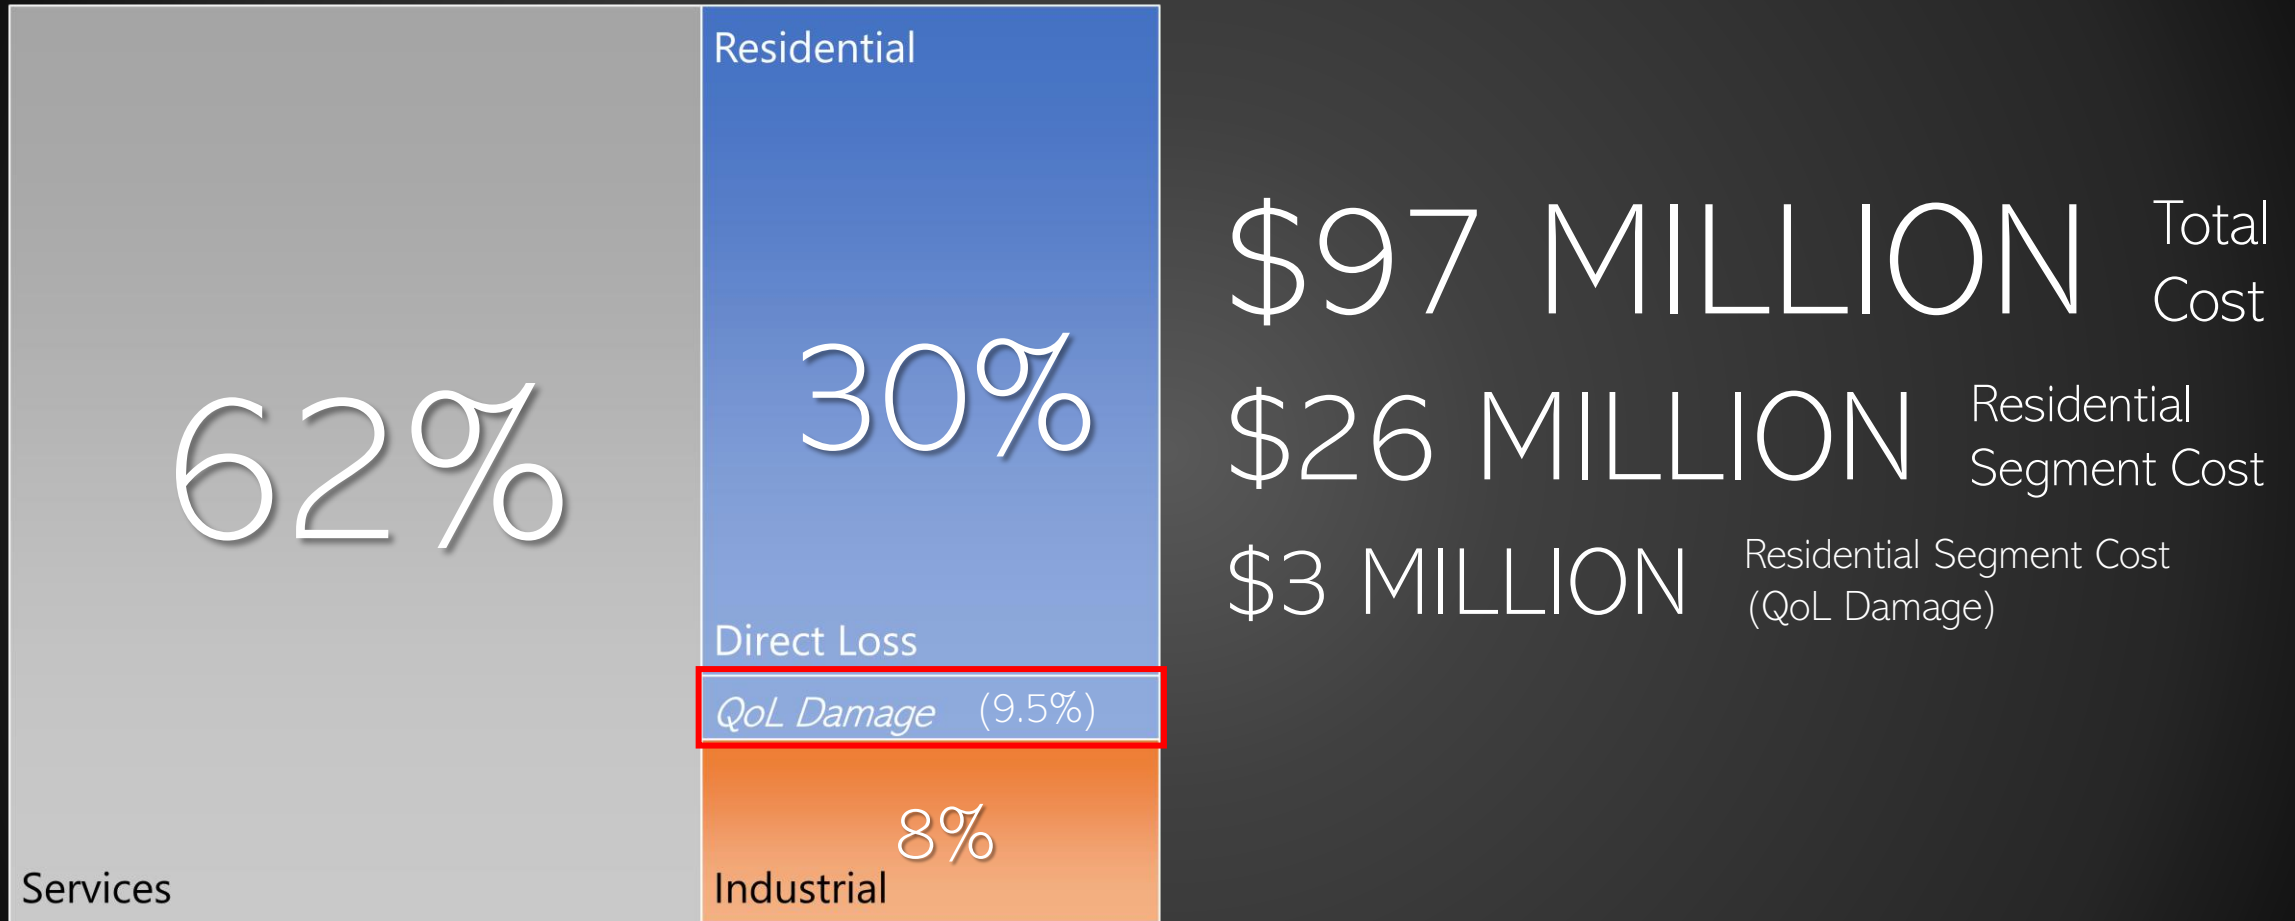 Residential
62%
30%
Direct Loss
QoL Damage (9.5%)
8%
Services
Industrial
$97 MILLION
Total
Cost
$26 MILLION
Residential
Segment Cost
$3 MILLION
Residential Segment Cost
(QoL Damage)